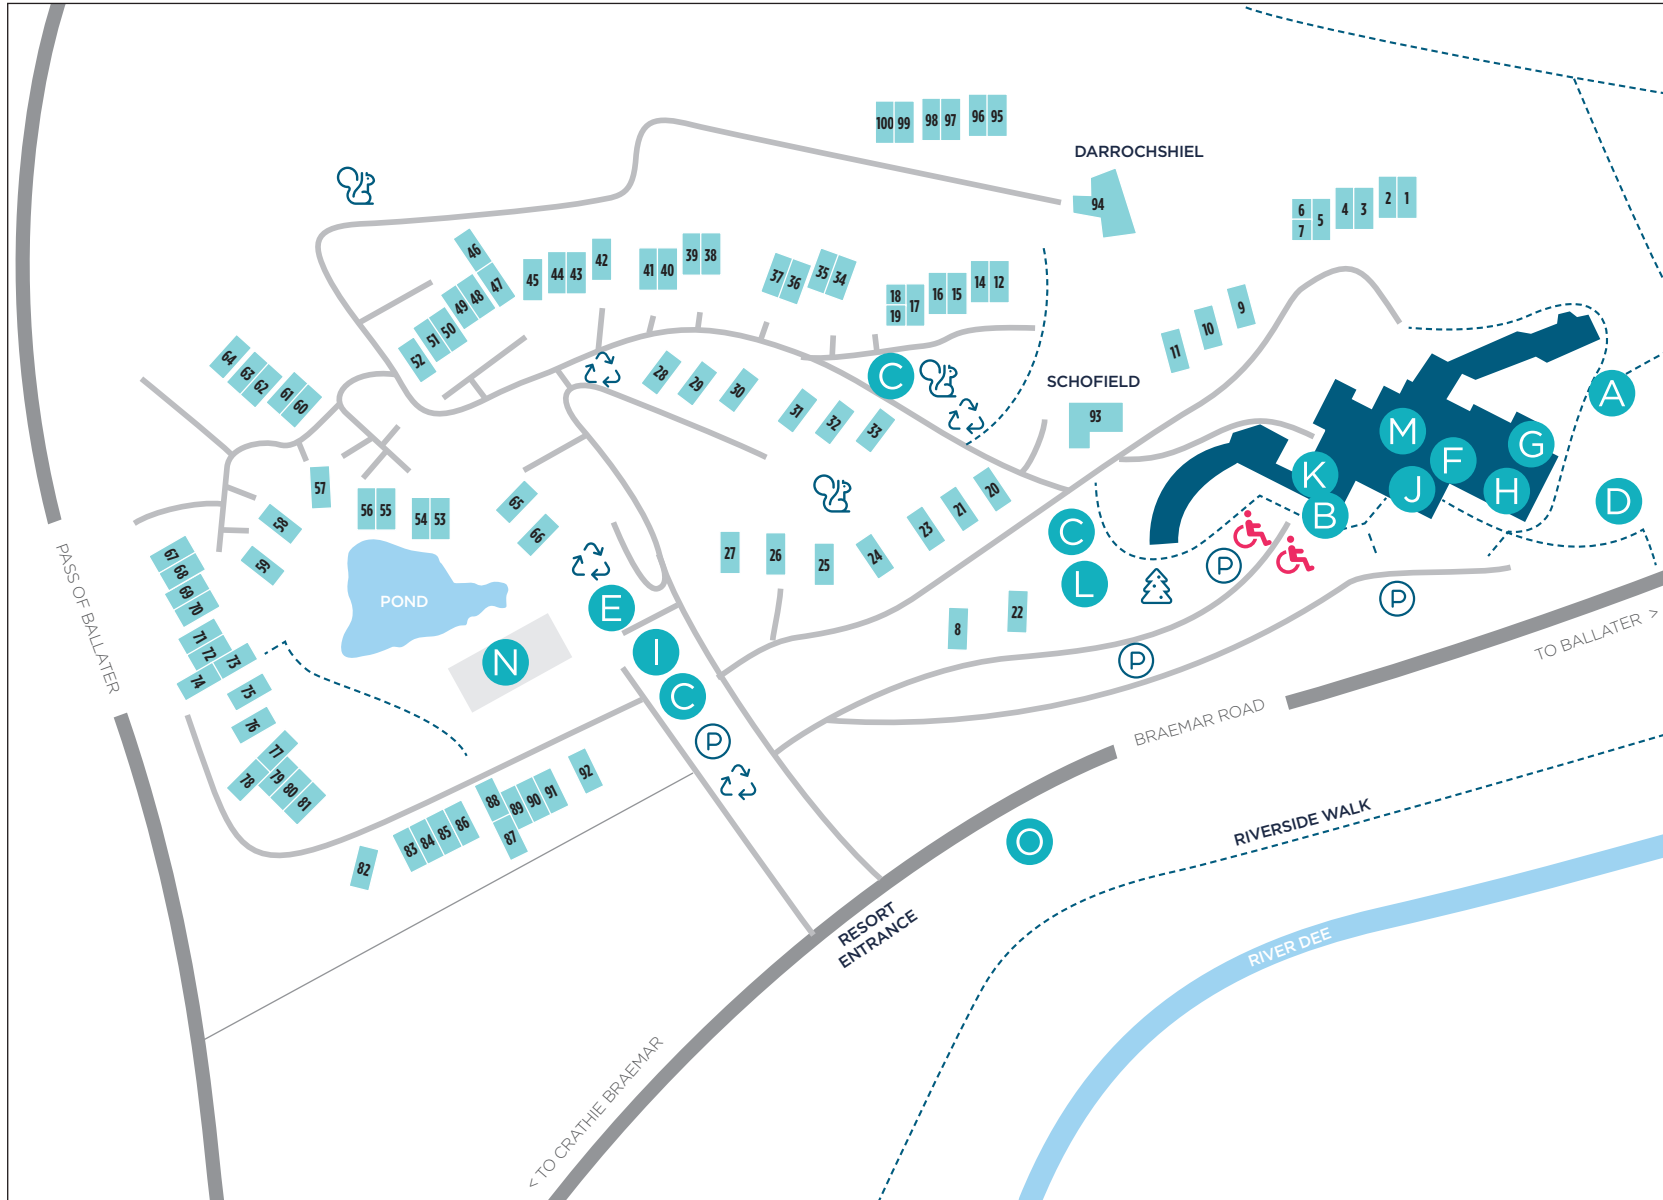 100 99 98 97 96 95
DARROCHSHIEL
94
6 5 4 3 2 1
7
46
47
48
49
50
51
52
45 44 43 42 41 40 39 38
37 36 35 34
18 17 16 15 14 12
19
9
10
11
64
63
62
61
60
28 29 30
31 32 33
C
SCHOFIELD
93
A
M
F
G
K
J
H
B
D
57
56 55 54 53
58
59
65
66
20
21
23
24
25
26
27
C
L
P
P
P
8
22
PASS OF BALLATER
POND
67
68
69
70
71
72
73
74
75
76
77
78
79
80
81
E
I
C
N
P
TO BALLATER >
BRAEMAR ROAD
82
83 84 85 86
88
87
89 90 91
92
O
RIVERSIDE WALK
RESORT
ENTRANCE
RIVER DEE
< TO CRATHIE BRAEMAR